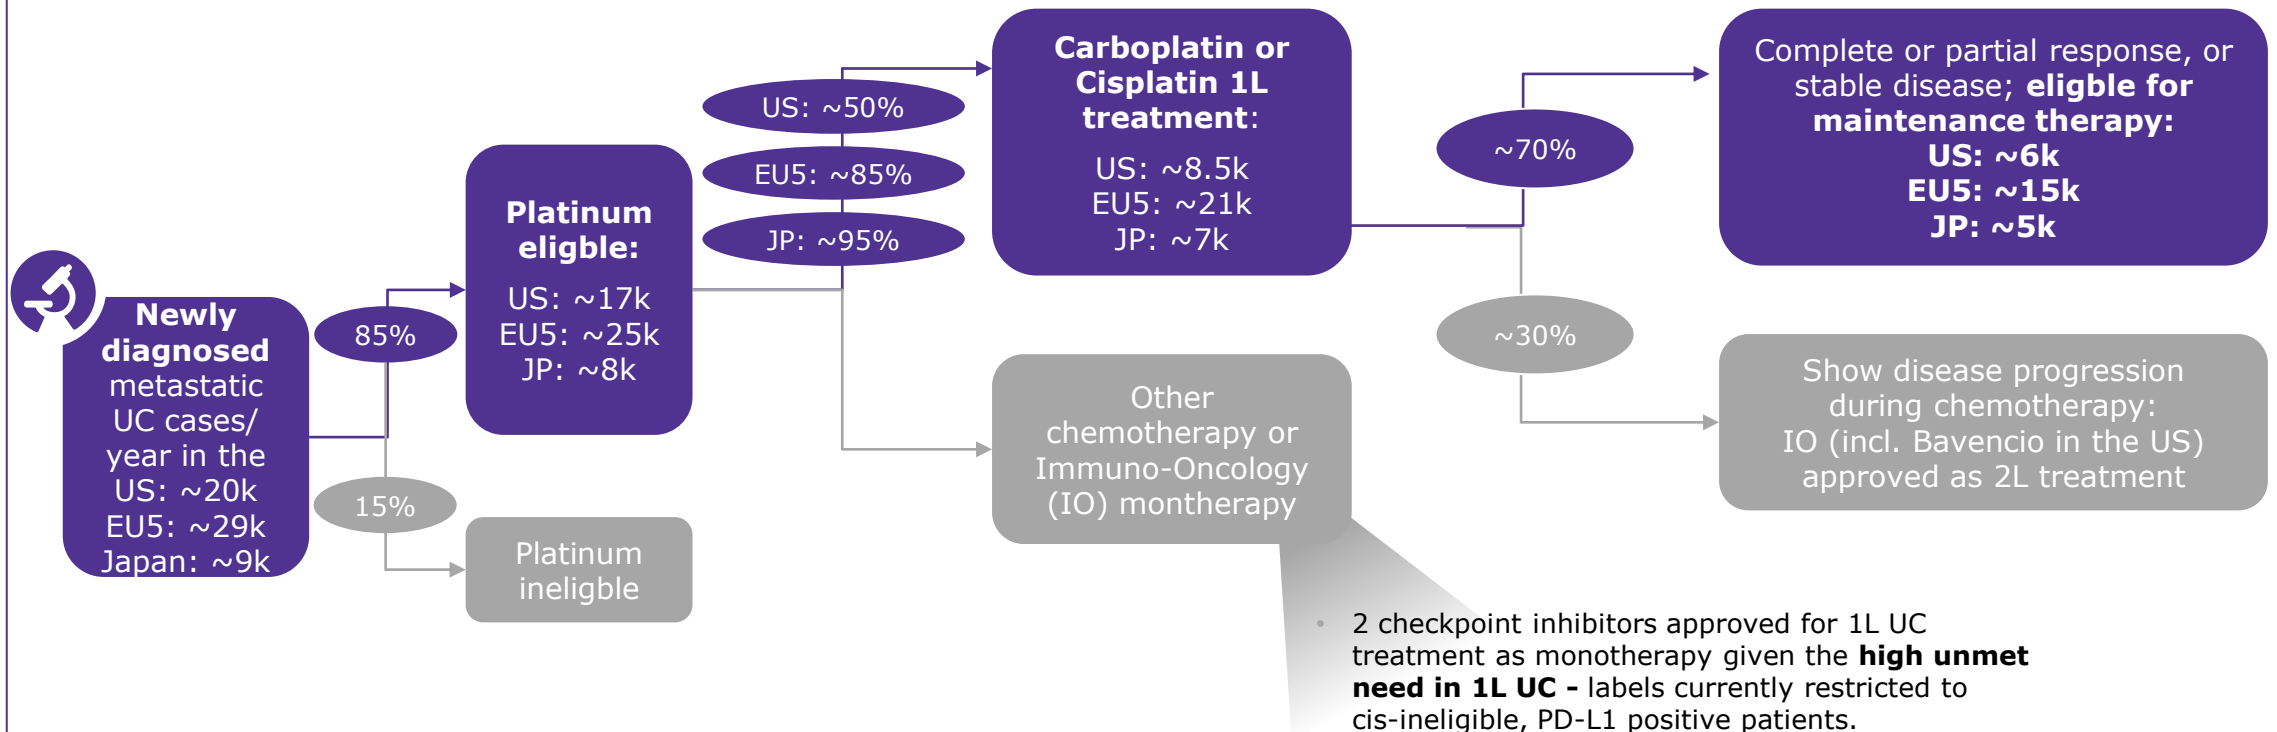 Newly
diagnosed
metastatic
UC cases/
year in the
US: ~20k
EU5: ~29k
Japan: ~9k
85%
15%
Platinum
eligble:
US: ~17k
EU5: ~25k
JP: ~8k
Platinum
ineligble
US: ~50%
EU5: ~85%
JP: ~95%
Carboplatin or
Cisplatin 1L
treatment:
US: ~8.5k
EU5: ~21k
JP: ~7k
Other
chemotherapy or
Immuno-Oncology
(IO) montherapy
~70%
~30%
Complete or partial response, or
stable disease; eligble for
maintenance therapy:
US: ~6k
EU5: ~15k
JP: ~5k
Show disease progression
during chemotherapy:
IO (incl. Bavencio in the US)
approved as 2L treatment
• 2 checkpoint inhibitors approved for 1L UC
treatment as monotherapy given the high unmet
need in 1L UC - labels currently restricted to
cis-ineligible, PD-L1 positive patients.